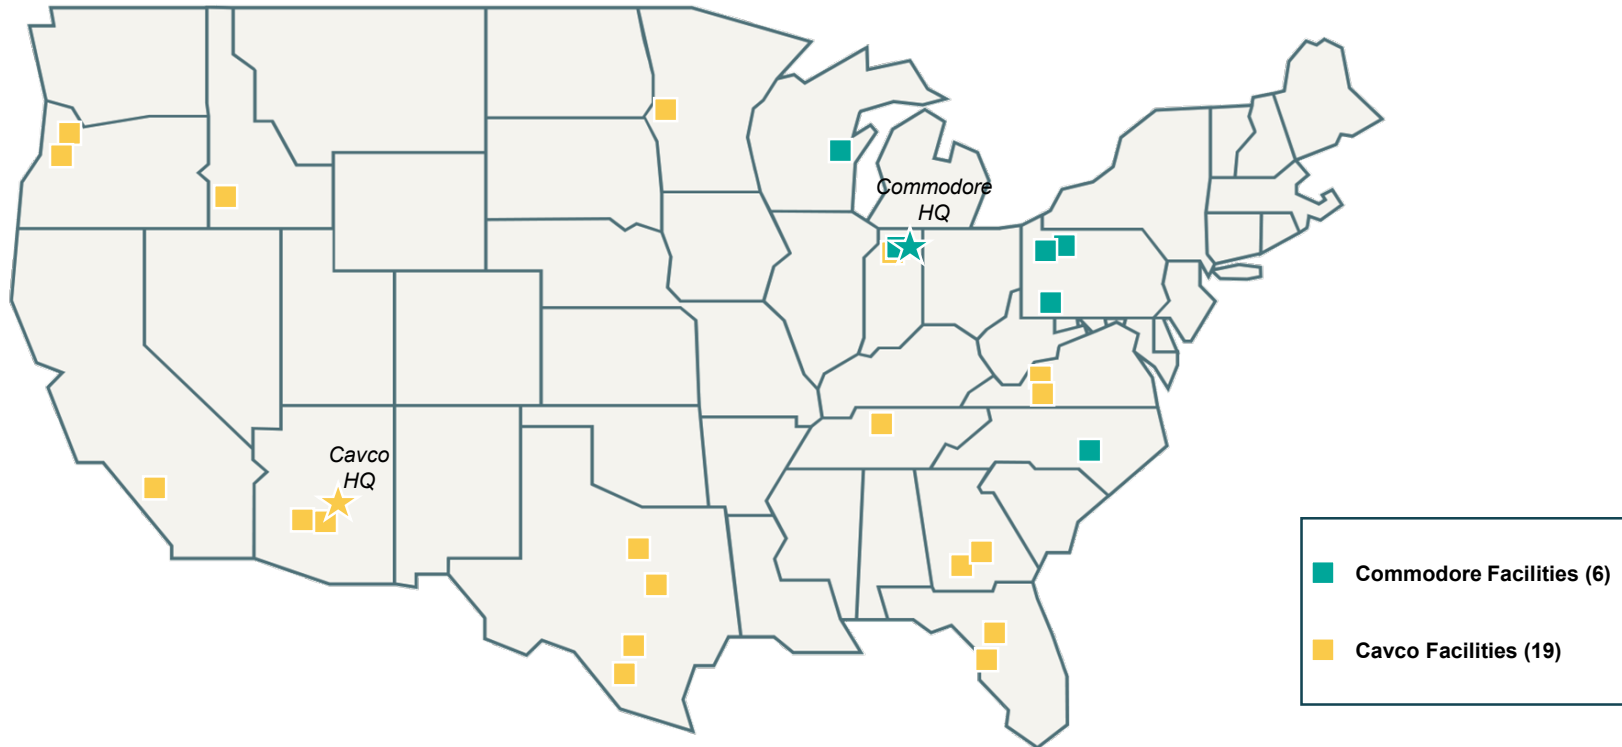 Commodore
HQ
Cavco
HQ
Commodore Facilities (6)
Cavco Facilities (19)